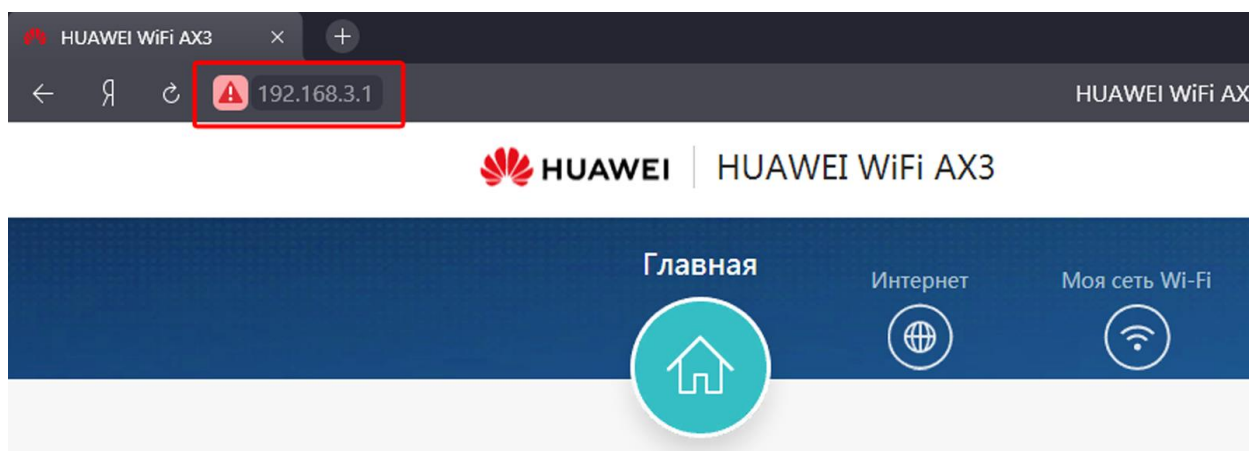 HUAWEI WiFi AX3
Я 192.168.3.1 HUAWEI WiFi AX
HUAWEI HUAWEI WiFi AX3
Главная
Интернет Моя сеть Wi-Fi